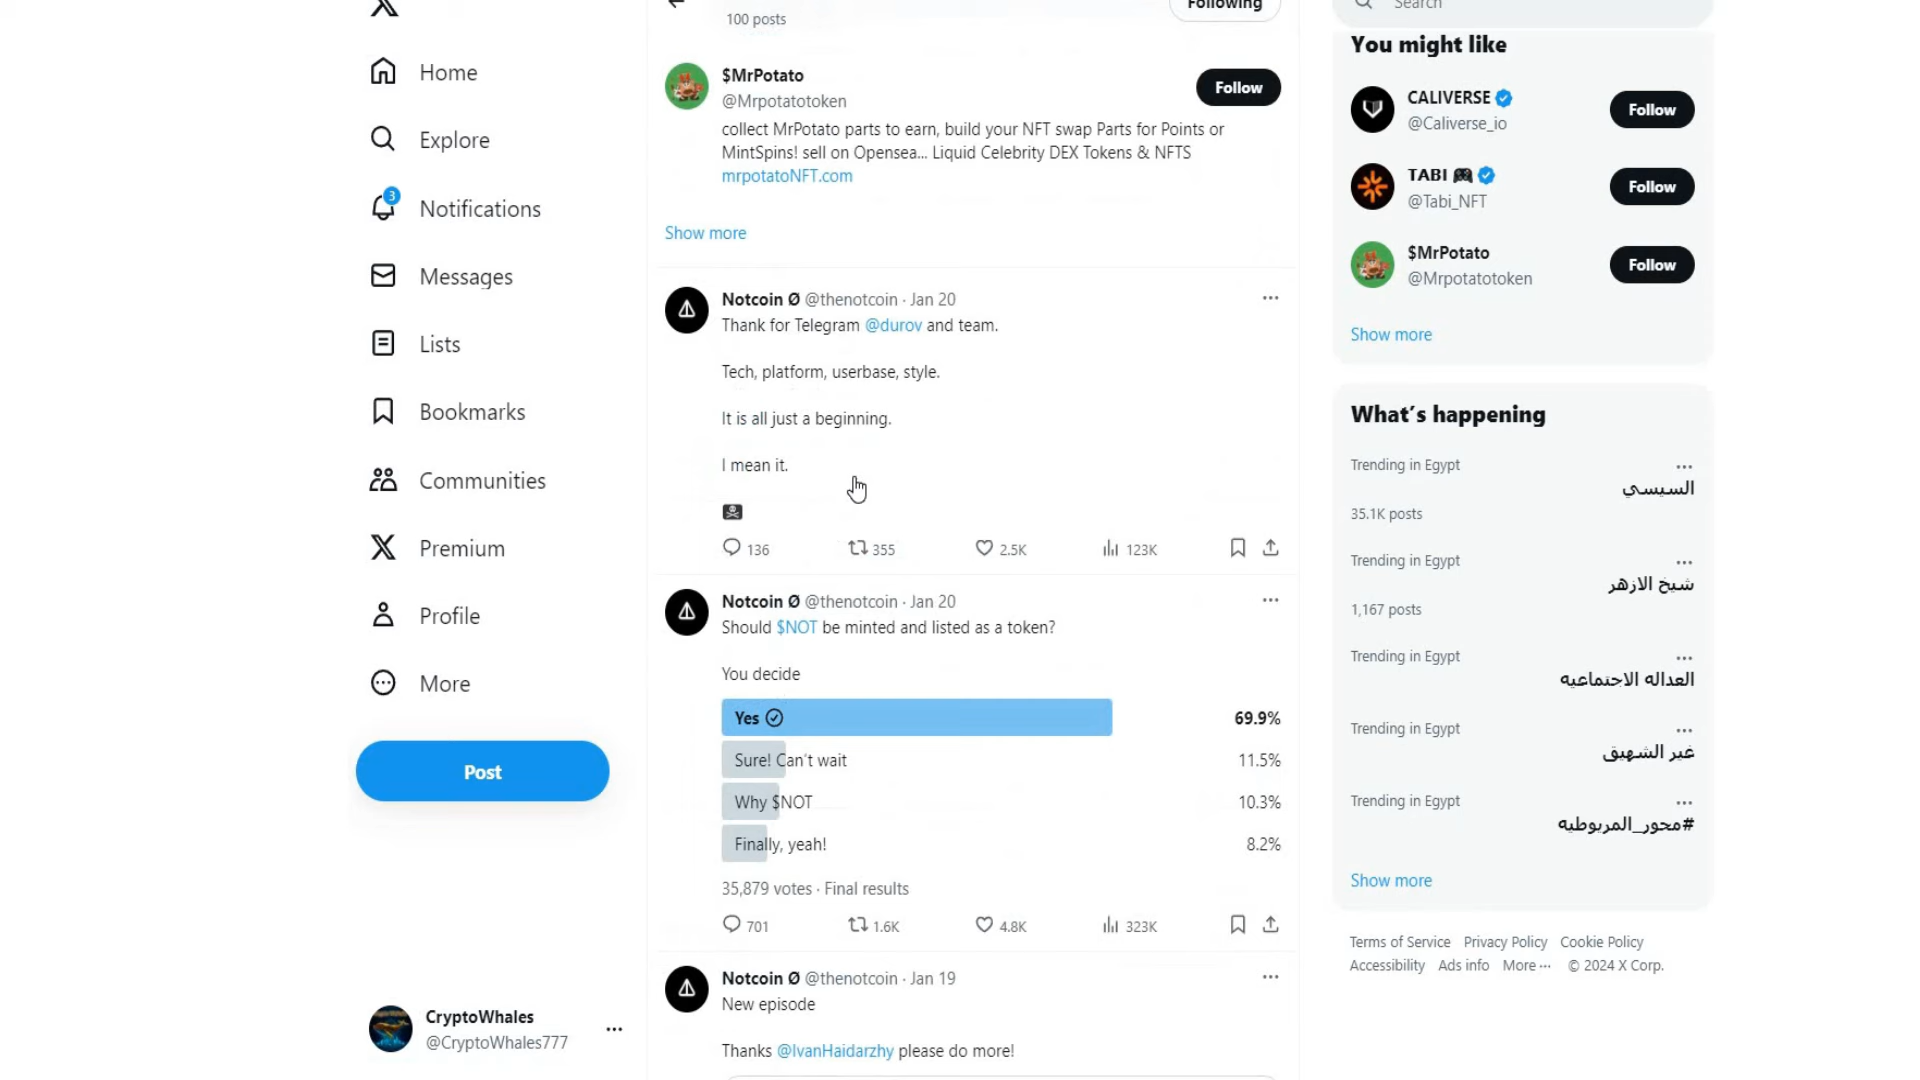 Home
Explore
3
Notifications
Messages
Lists
Bookmarks
Communities
Premium
Profile
More
Post
CryptoWhales
@CryptoWhales777
100 posts
Following
$MrPotato
@Mrpotatotoken
Follow
collect MrPotato parts to earn, build your NFT swap Parts for Points or
MintSpins! sell on Opensea... Liquid Celebrity DEX Tokens & NFTS
mrpotatoNFT.com
Show more
Notcoin Ø @thenotcoin · Jan 20
Thank for Telegram @durov and team.
Tech, platform, userbase, style.
It is all just a beginning.
I mean it.
136 355 2.5K 123K
Notcoin Ø @thenotcoin · Jan 20
Should $NOT be minted and listed as a token?
You decide
Yes 69.9%
Sure! Can't wait 11.5%
Why $NOT 10.3%
Finally, yeah! 8.2%
35,879 votes · Final results
701 1.6K 4.8K 323K
Notcoin Ø @thenotcoin · Jan 19
New episode
Thanks @IvanHaidarzhy please do more!
Search
You might like
CALIVERSE
@Caliverse_io
Follow
TABI
@Tabi_NFT
Follow
$MrPotato
@Mrpotatotoken
Follow
Show more
What's happening
Trending in Egypt
السيسي
35.1K posts
Trending in Egypt
شيخ الازهر
1,167 posts
Trending in Egypt
العداله الاجتماعيه
Trending in Egypt
غير الشهيق
Trending in Egypt
#محور_المريوطيه
Show more
Terms of Service Privacy Policy Cookie Policy
Accessibility Ads info More ··· © 2024 X Corp.